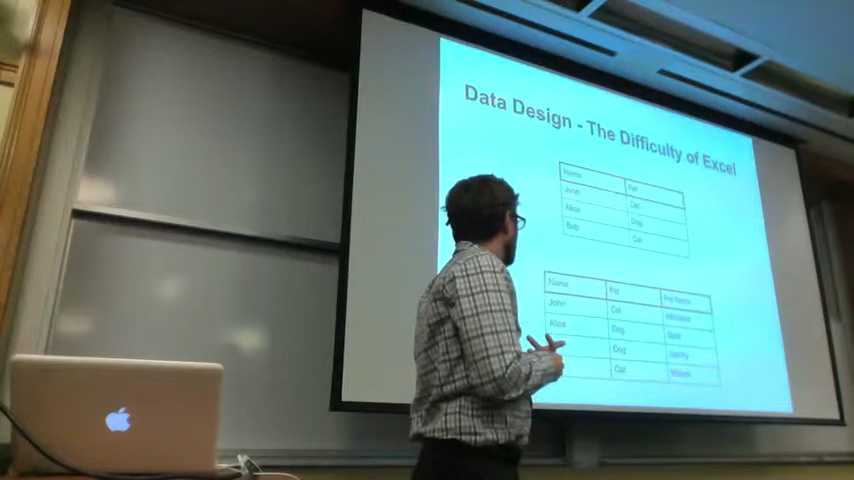 Data Design - The Difficulty of Excel
Name Pet
John Cat
Alice Dog
Bob Cat
Name Pet Pet Name
John Cat
Alice Dog
Dog
Cat